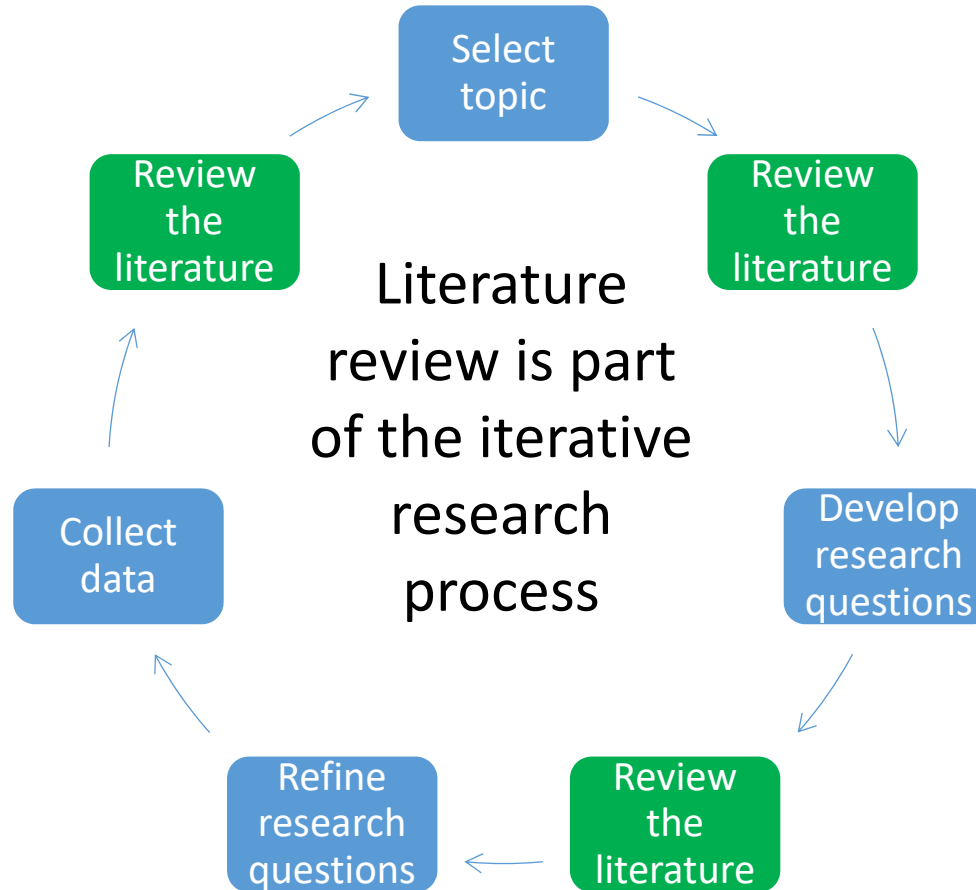 Select
topic
Review
the
literature
Develop
research
questions
Review
the
literature
Refine
research
questions
Collect
data
Review
the
literature
Literature
review is part
of the iterative
research
process